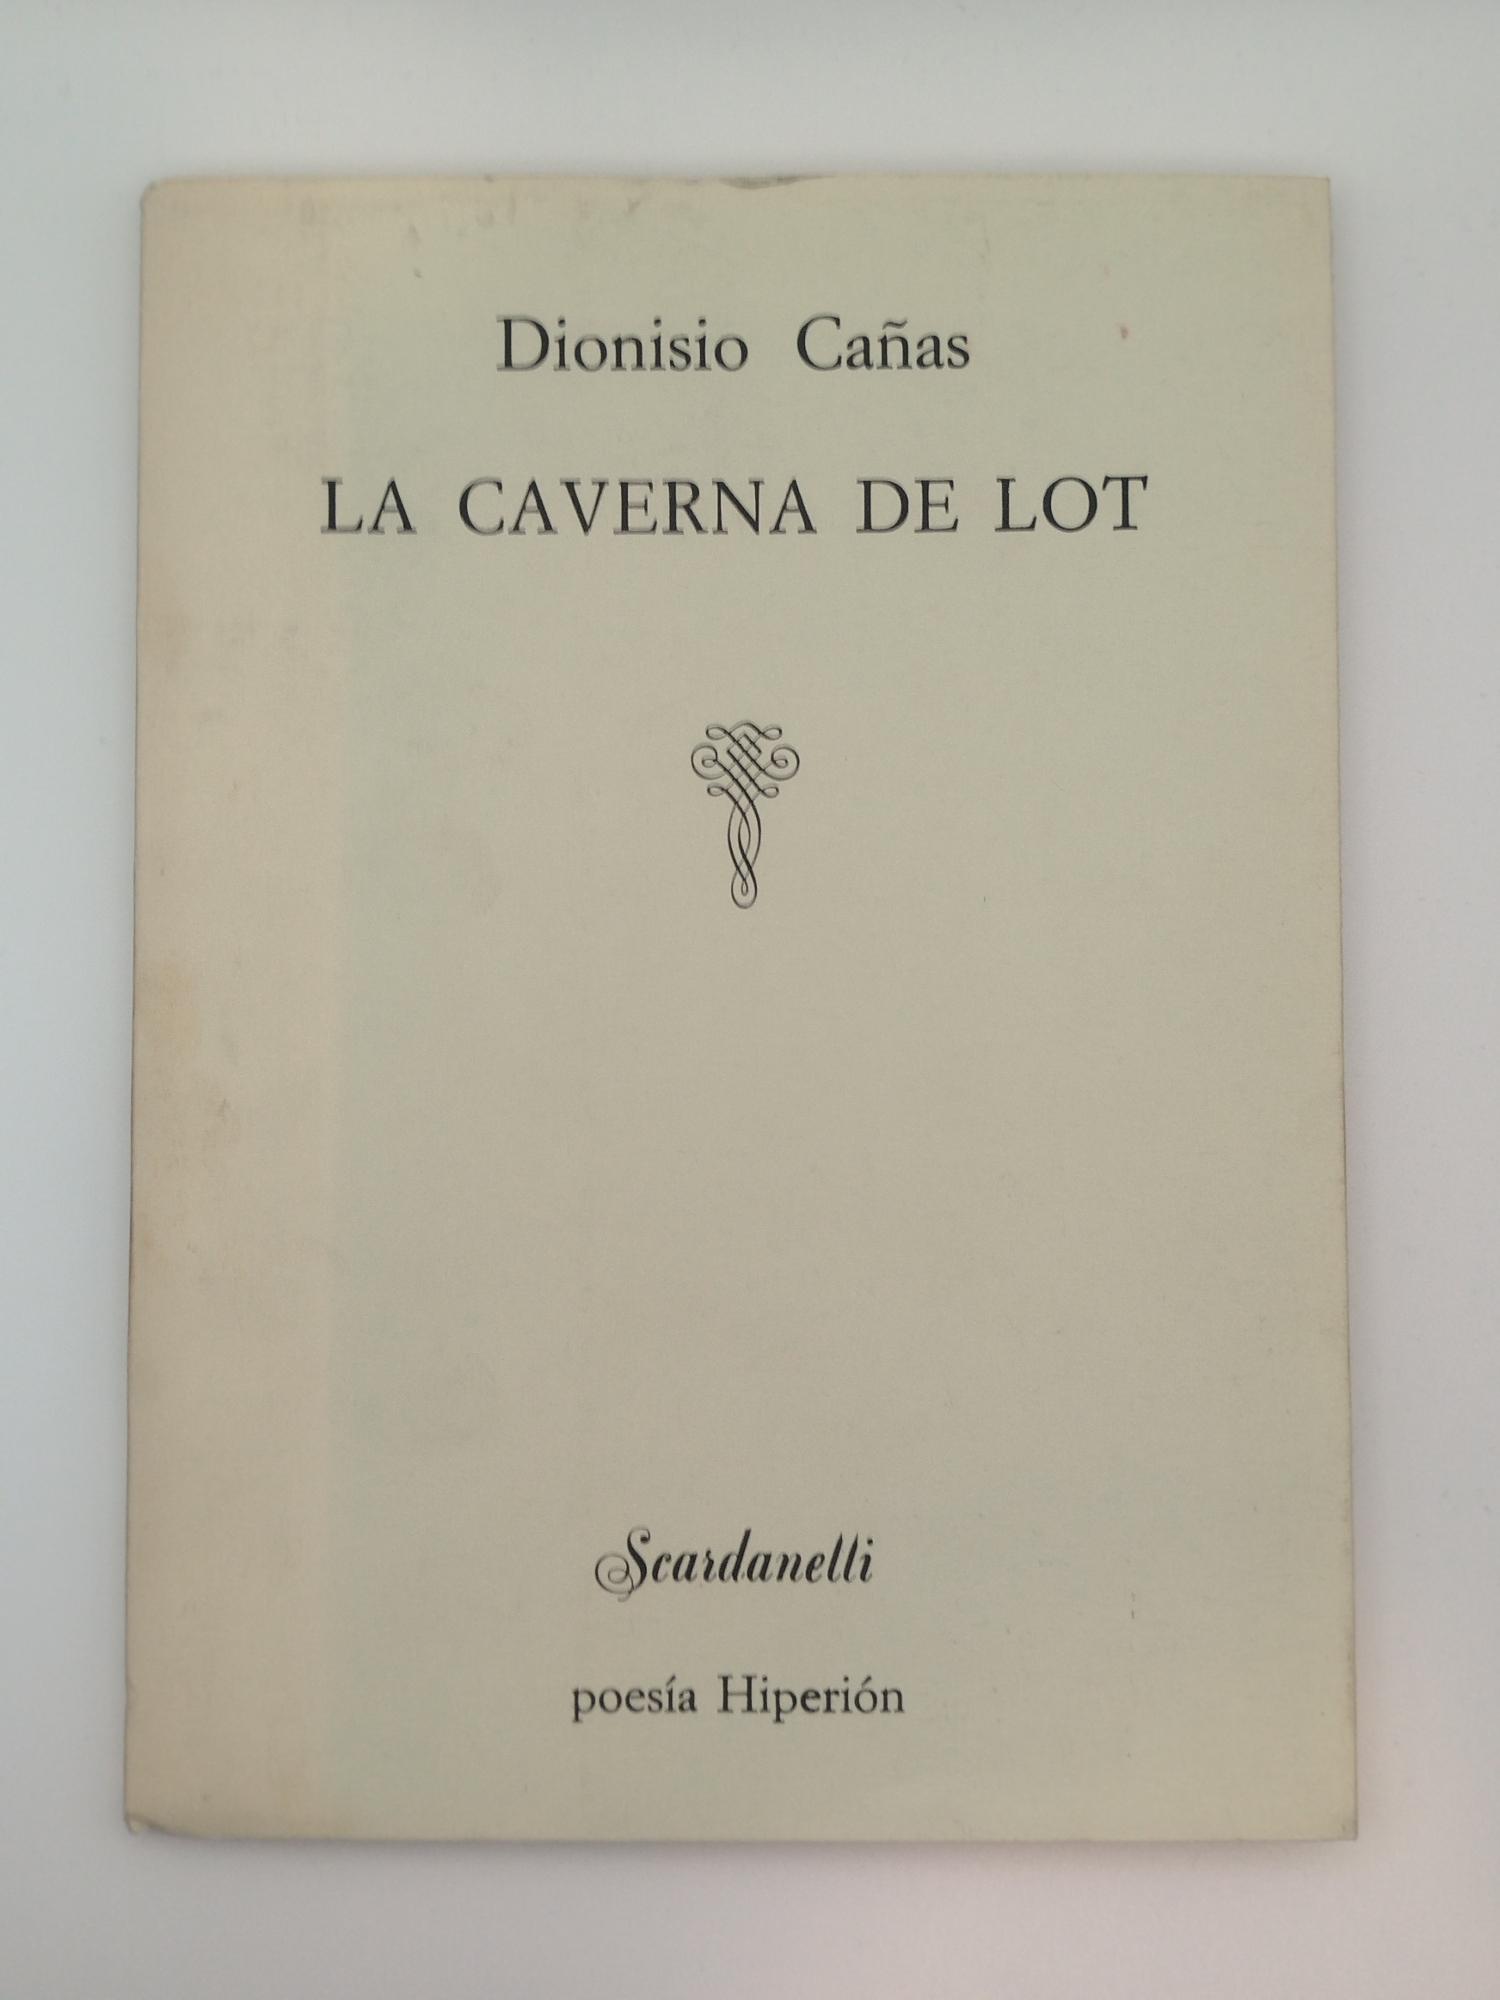 Dionisio Cañas
LA CAVERNA DE LOT
Scardanelli
poesía Hiperión